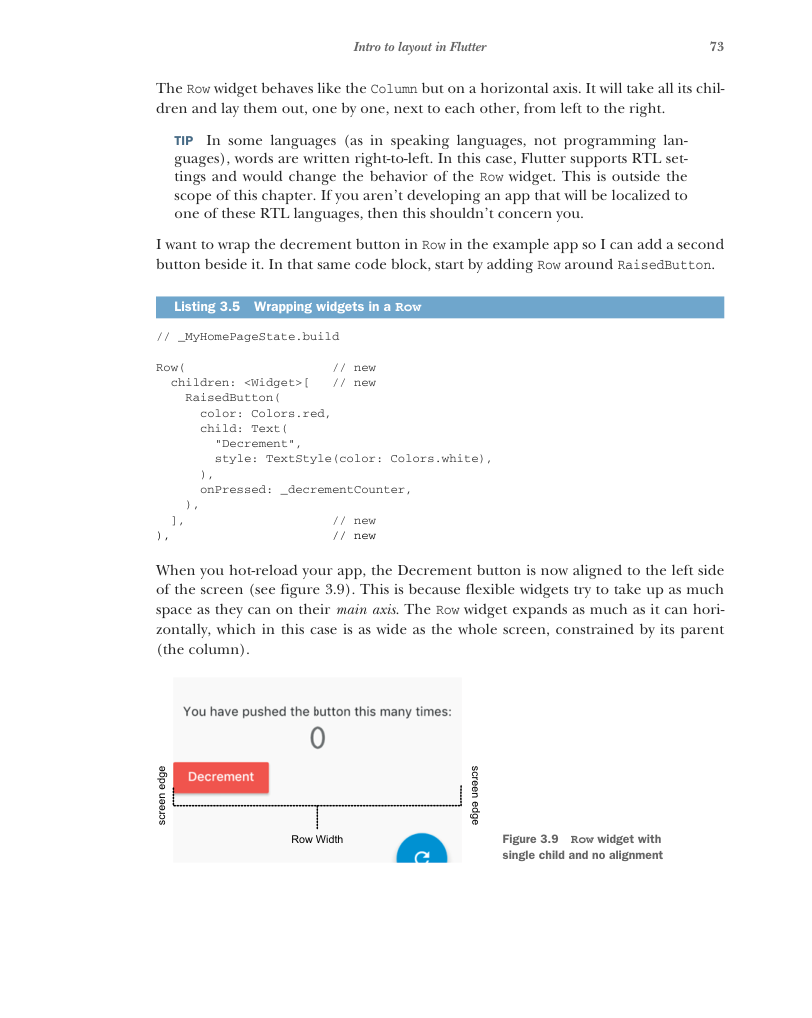 Intro to layout in Flutter 73
The Row widget behaves like the Column but on a horizontal axis. It will take all its chil-
dren and lay them out, one by one, next to each other, from left to the right.
TIP In some languages (as in speaking languages, not programming lan-
guages), words are written right-to-left. In this case, Flutter supports RTL set-
tings and would change the behavior of the Row widget. This is outside the
scope of this chapter. If you aren't developing an app that will be localized to
one of these RTL languages, then this shouldn't concern you.
I want to wrap the decrement button in Row in the example app so I can add a second
button beside it. In that same code block, start by adding Row around RaisedButton.
Listing 3.5 Wrapping widgets in a Row
// _MyHomePageState.build
Row( // new
children: <Widget>[ // new
RaisedButton(
color: Colors.red,
child: Text(
"Decrement",
style: TextStyle(color: Colors.white),
),
onPressed: _decrementCounter,
),
], // new
), // new
When you hot-reload your app, the Decrement button is now aligned to the left side
of the screen (see figure 3.9). This is because flexible widgets try to take up as much
space as they can on their main axis. The Row widget expands as much as it can hori-
zontally, which in this case is as wide as the whole screen, constrained by its parent
(the column).
You have pushed the button this many times:
0
Decrement
screen edge
screen edge
Row Width
Figure 3.9 Row widget with
single child and no alignment